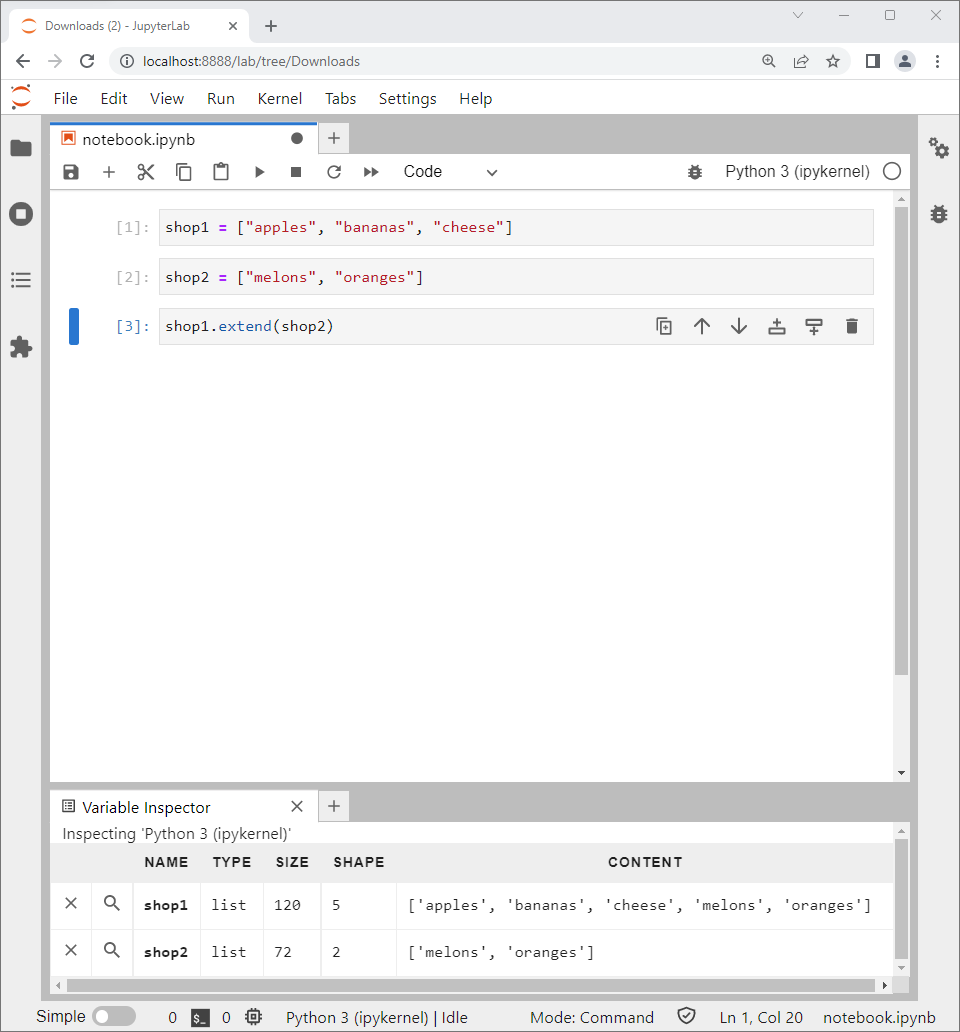 Downloads (2) - JupyterLab
localhost:8888/lab/tree/Downloads
File Edit View Run Kernel Tabs Settings Help
notebook.ipynb
Code Python 3 (ipykernel)
[1]: shop1 = ["apples", "bananas", "cheese"]
[2]: shop2 = ["melons", "oranges"]
[3]: shop1.extend(shop2)
Variable Inspector
Inspecting 'Python 3 (ipykernel)'
NAME TYPE SIZE SHAPE CONTENT
shop1 list 120 5 ['apples', 'bananas', 'cheese', 'melons', 'oranges']
shop2 list 72 2 ['melons', 'oranges']
Simple 0 $_ 0 Python 3 (ipykernel) | Idle Mode: Command Ln 1, Col 20 notebook.ipynb